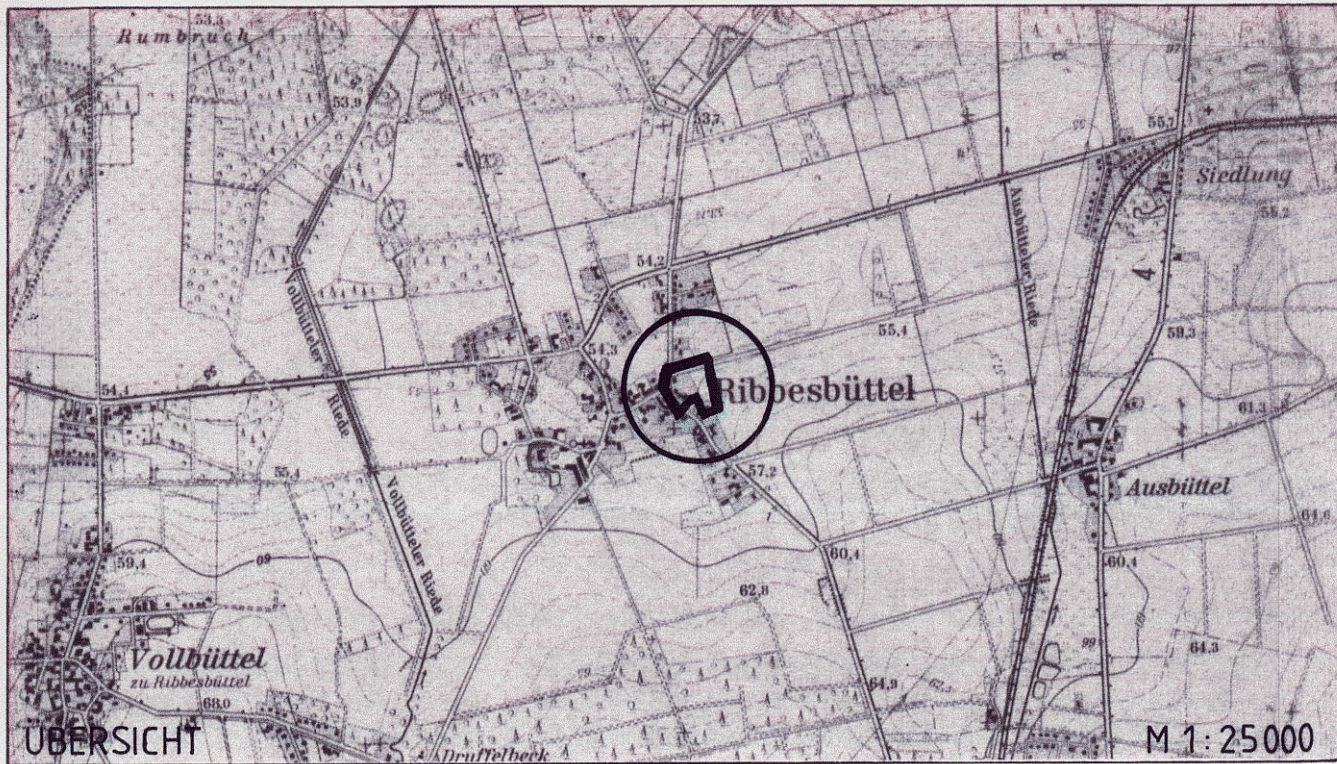 53,3
Rumbruch
53,9
53,7
55,7
Siedlung
55,2
54,2
4
59,3
Vollbütteler
Riede
Ausbütteler Riede
55,4
54,3
Ribbesbüttel
54,4
61,3
55,4
Vollbütteler Riede
57,2
Ausbüttel
64,6
59,4
60
60,4
60,4
62,8
64,3
Vollbüttel
zu Ribbesbüttel
68,0
64,9
ÜBERSICHT
Druffelbeck
M 1:25000